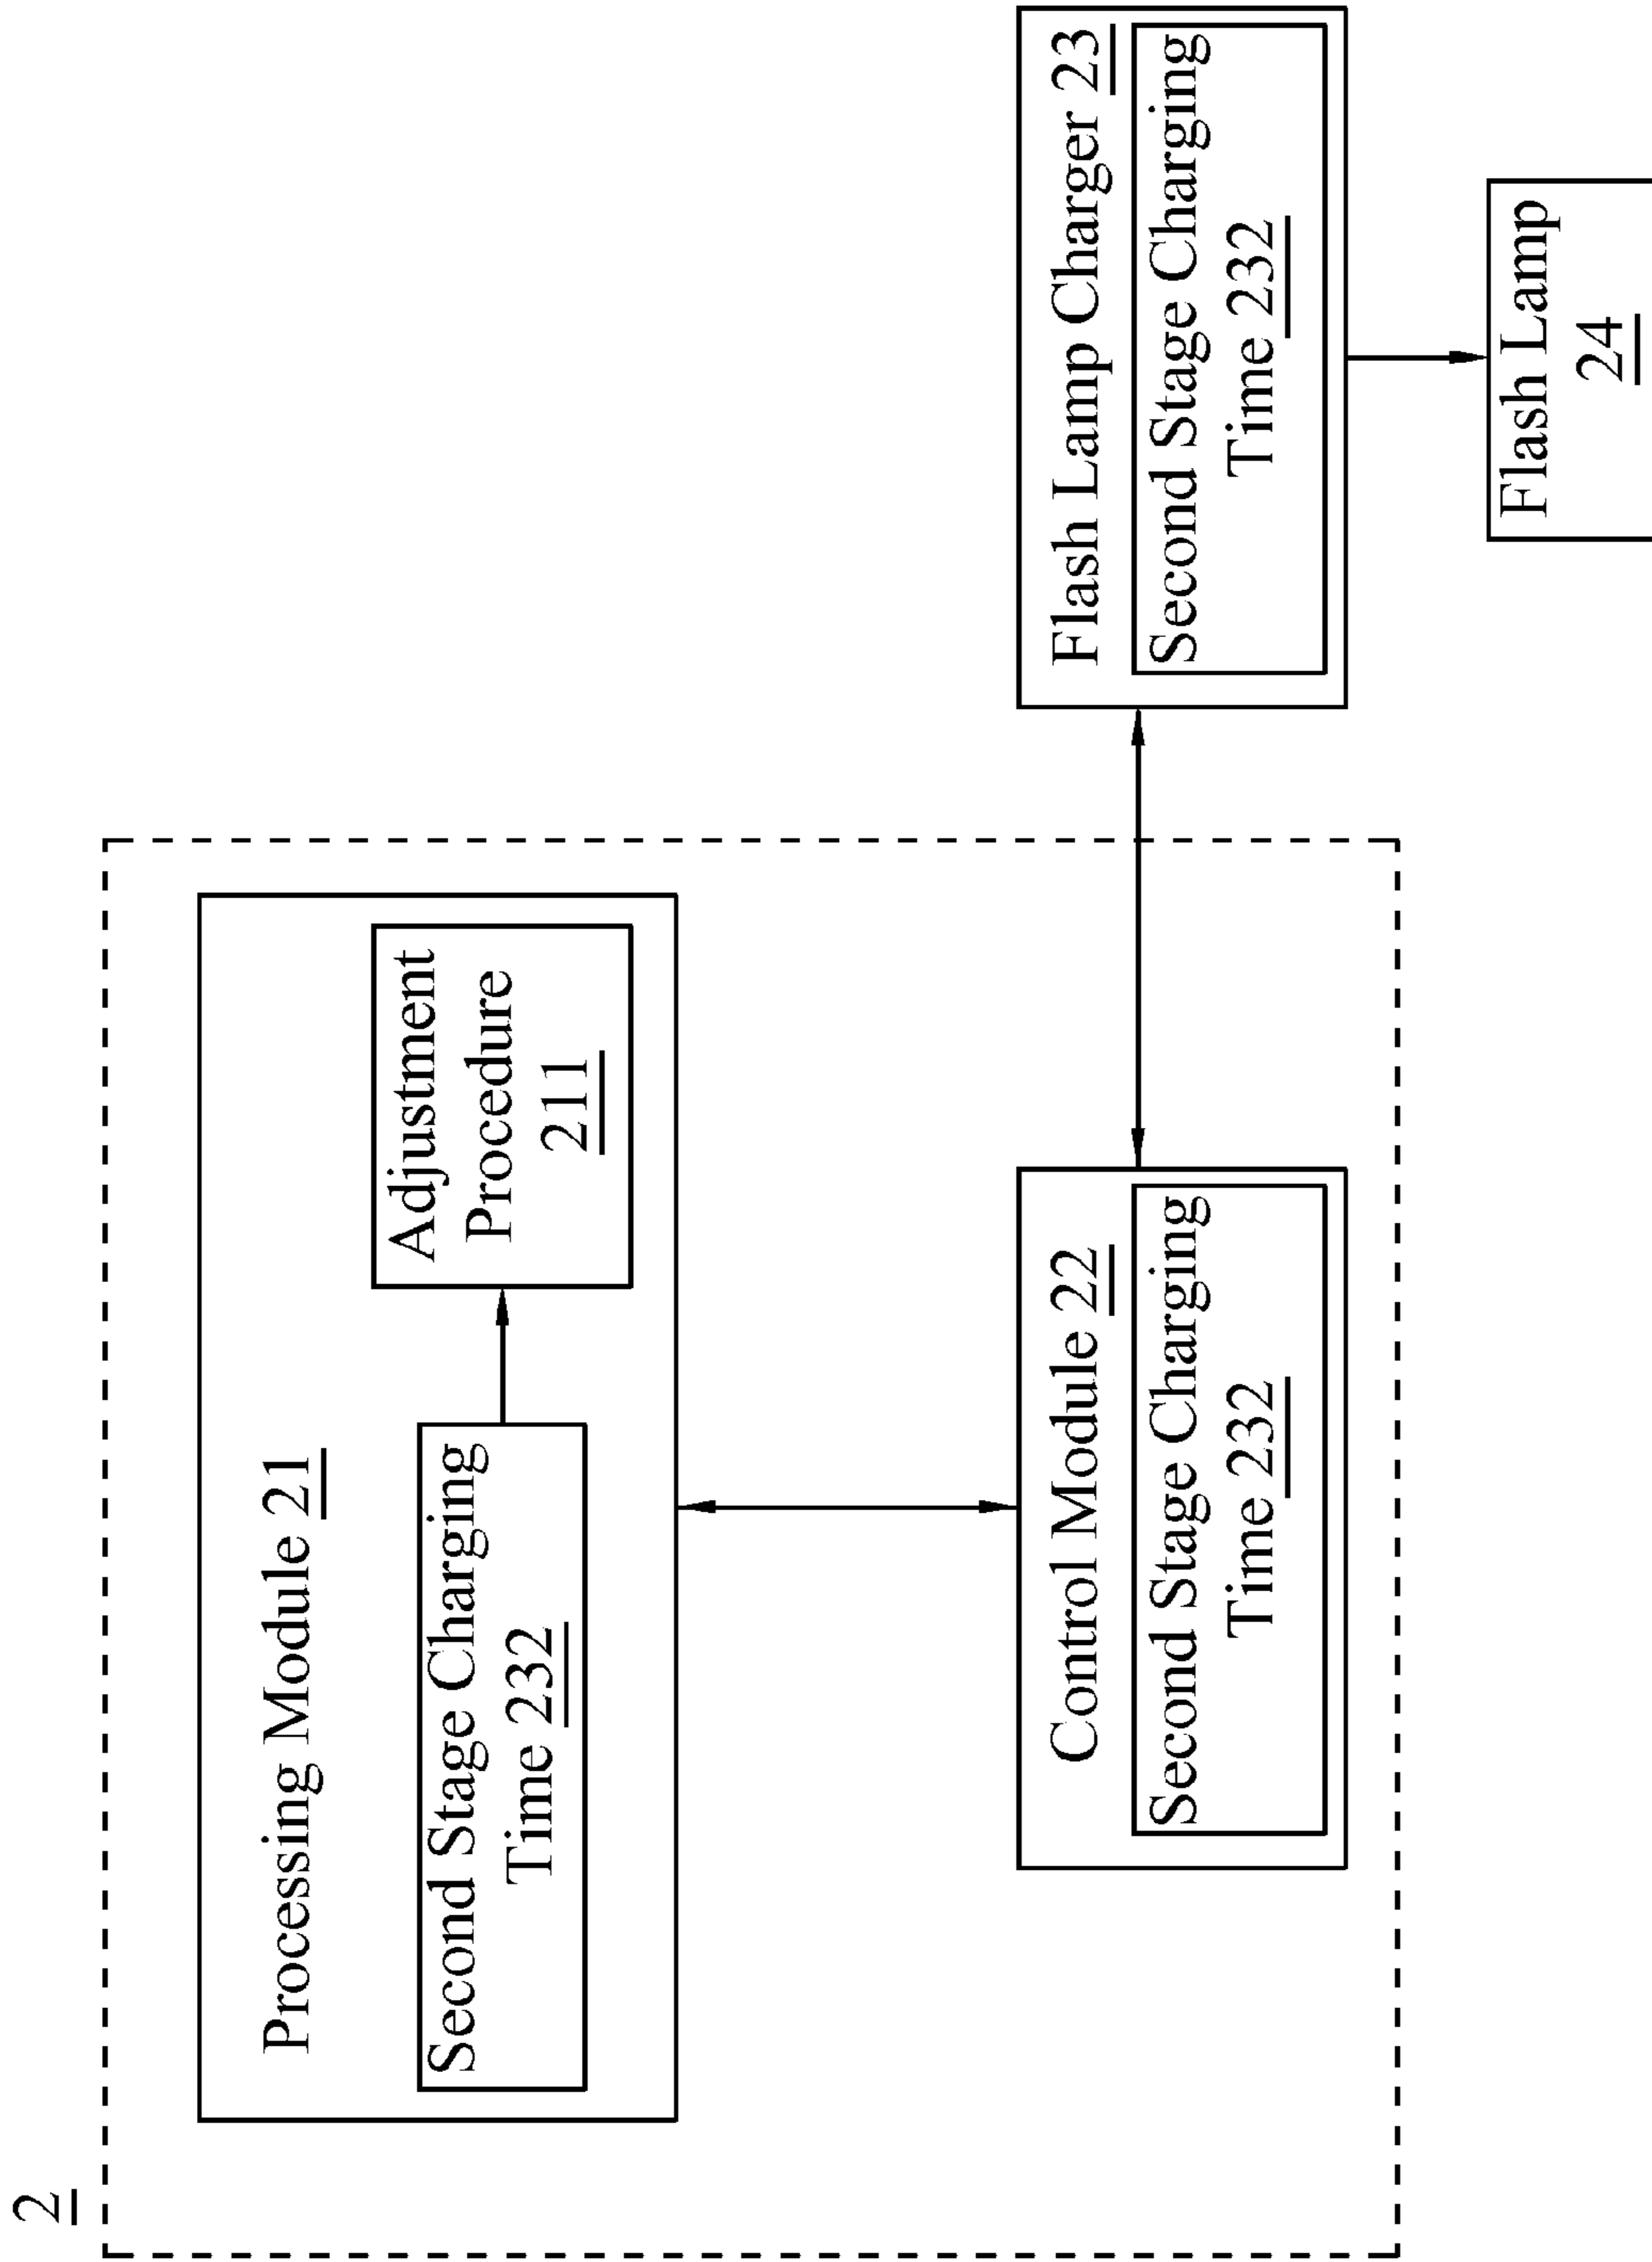 2
Processing Module 21
Second Stage Charging
Time 232
Adjustment
Procedure
211
Control Module 22
Second Stage Charging
Time 232
Flash Lamp Charger 23
Second Stage Charging
Time 232
Flash Lamp
24